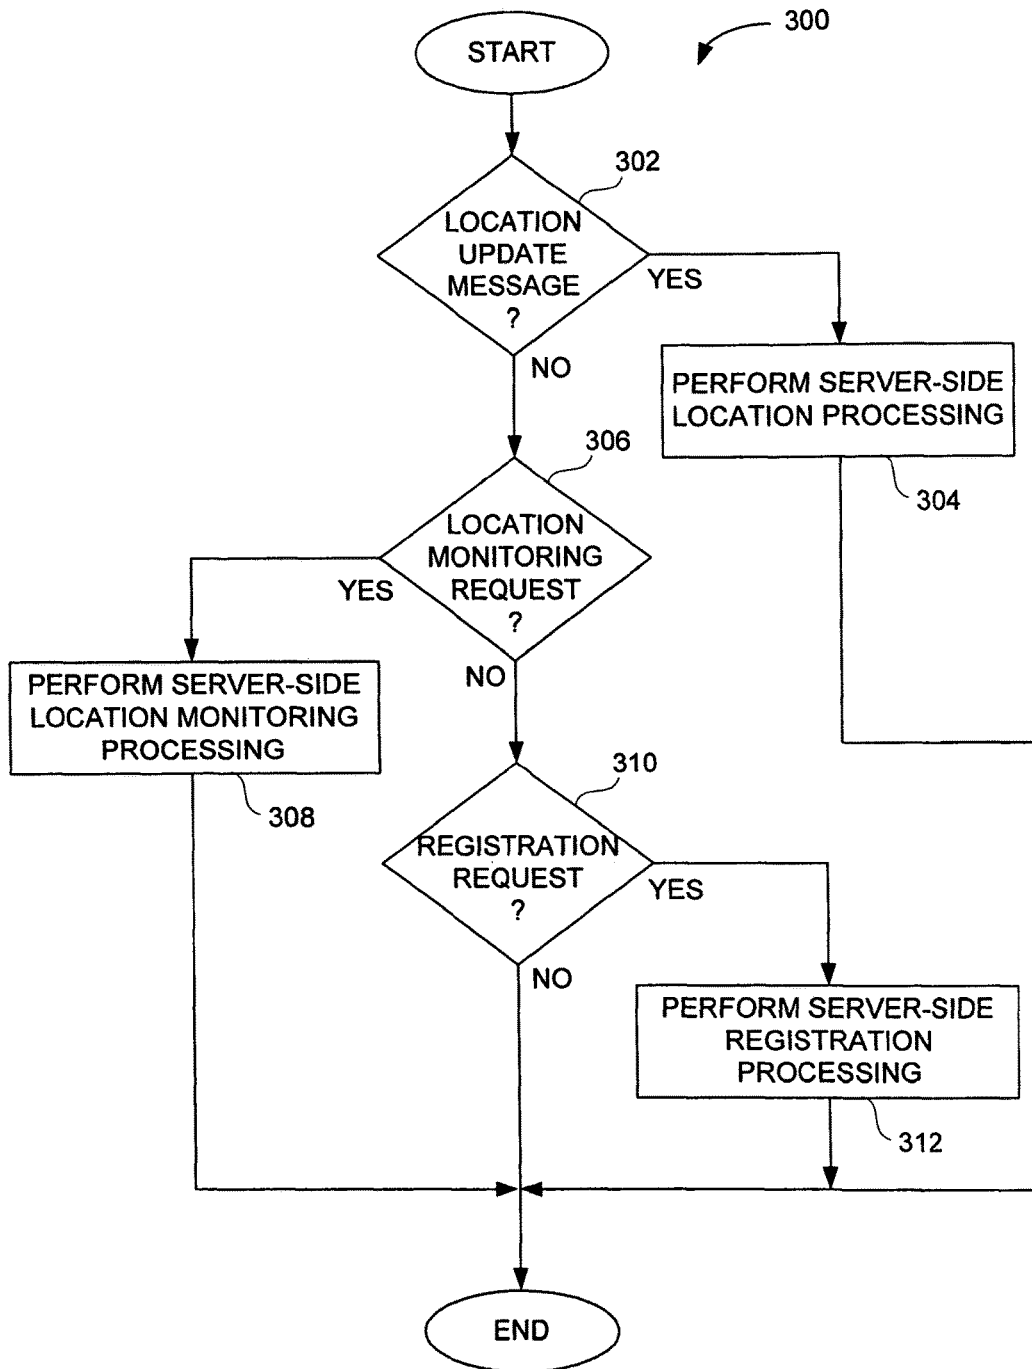 START
300
302
LOCATION
UPDATE
MESSAGE
?
YES
NO
PERFORM SERVER-SIDE
LOCATION PROCESSING
304
306
LOCATION
MONITORING
REQUEST
?
YES
NO
PERFORM SERVER-SIDE
LOCATION MONITORING
PROCESSING
308
310
REGISTRATION
REQUEST
?
YES
NO
PERFORM SERVER-SIDE
REGISTRATION
PROCESSING
312
END